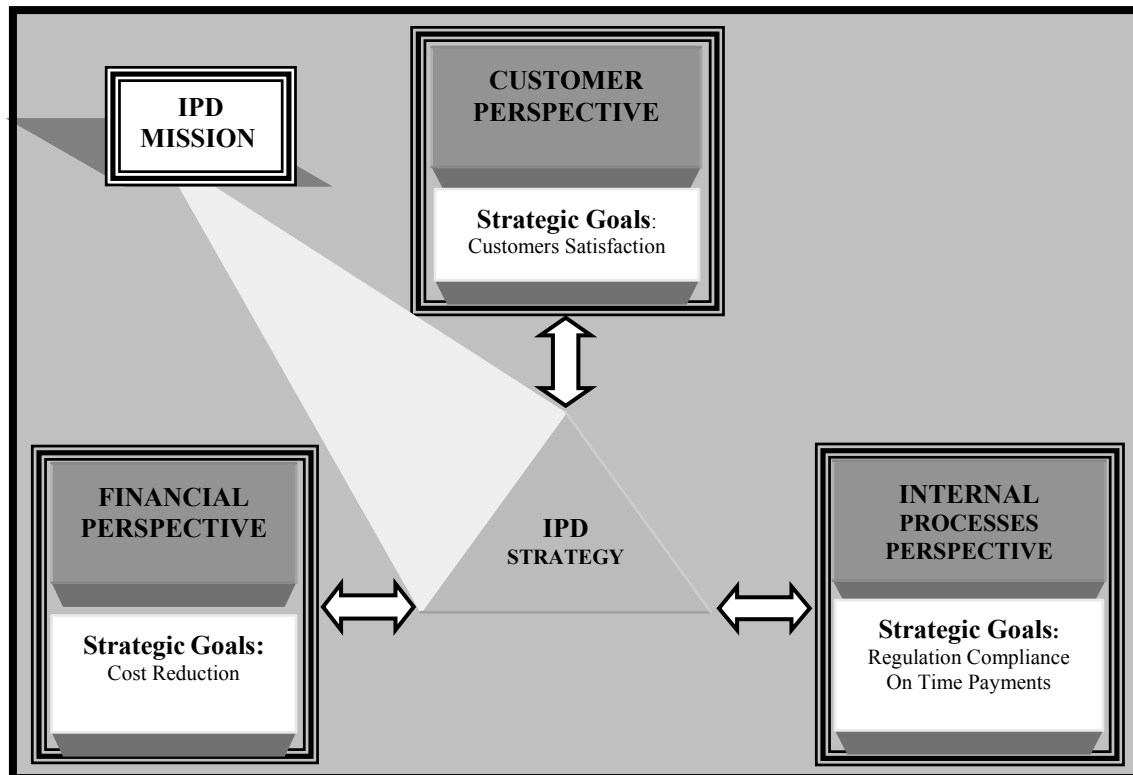 IPD
MISSION
CUSTOMER
PERSPECTIVE
Strategic Goals:
Customers Satisfaction
FINANCIAL
PERSPECTIVE
Strategic Goals:
Cost Reduction
IPD
STRATEGY
INTERNAL
PROCESSES
PERSPECTIVE
Strategic Goals:
Regulation Compliance
On Time Payments